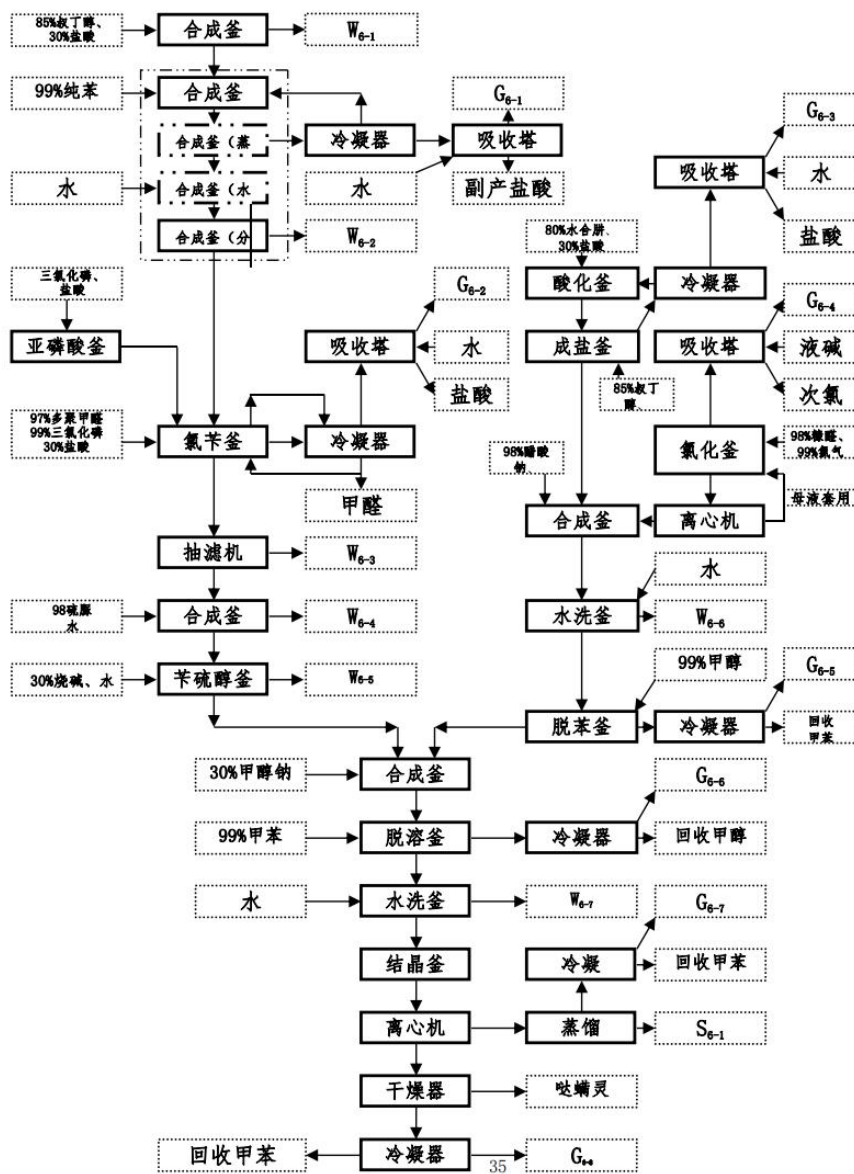 85%叔丁醇、
30%盐酸
合成釜
W6-1
99%纯苯
合成釜
G6-1
合成釜（蒸
冷凝器
吸收塔
水
合成釜（水
水
副产盐酸
合成釜（分
W6-2
G6-3
吸收塔
水
盐酸
80%水合肼、
30%盐酸
酸化釜
冷凝器
三氯化磷、
盐酸
G6-2
G6-4
亚磷酸釜
吸收塔
水
成盐釜
吸收塔
液碱
盐酸
85%叔丁
醇、
次氯
97%多聚甲醛
99%三氯化磷
30%盐酸
氯苄釜
冷凝器
98%醋酸
钠、
氯化釜
98%糠醛、
99%氯气
甲醛
母液套用
合成釜
离心机
抽滤机
W6-3
水
98硫脲
水
合成釜
W6-4
水洗釜
W6-6
30%烧碱、水
苄硫醇釜
W6-5
99%甲醇
G6-5
脱苯釜
冷凝器
回收
甲苯
30%甲醇钠
合成釜
G6-6
99%甲苯
脱溶釜
冷凝器
回收甲醇
水
水洗釜
W6-7
G6-7
结晶釜
冷凝
回收甲苯
离心机
蒸馏
S6-1
干燥器
哒螨灵
回收甲苯
冷凝器
G6-8
35